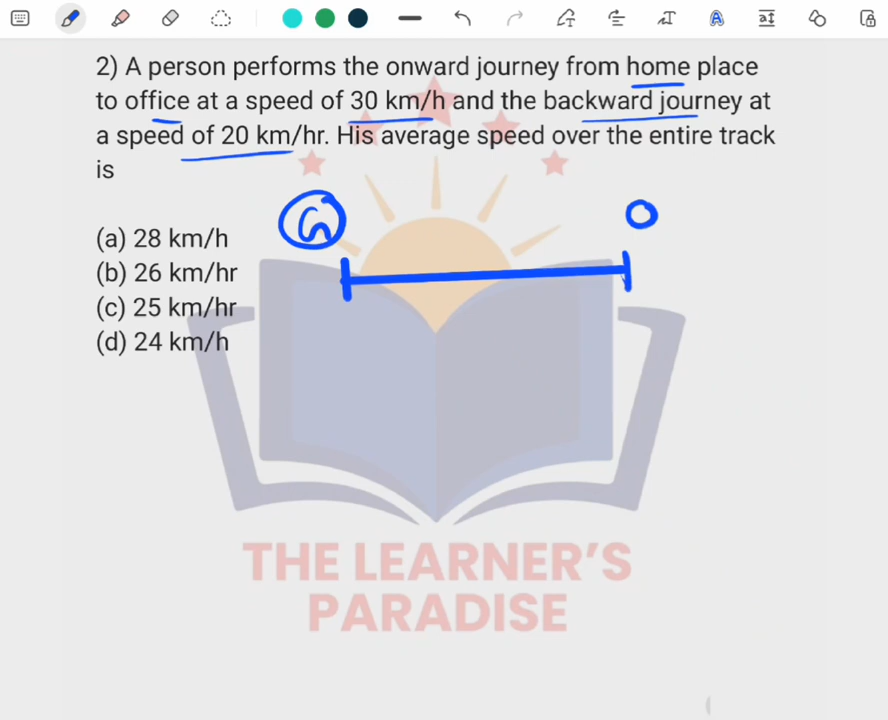 2) A person performs the onward journey from home place
to office at a speed of 30 km/h and the backward journey at
a speed of 20 km/hr. His average speed over the entire track
is
(a) 28 km/h
(b) 26 km/hr
(c) 25 km/hr
(d) 24 km/h
O
THE LEARNER'S
PARADISE